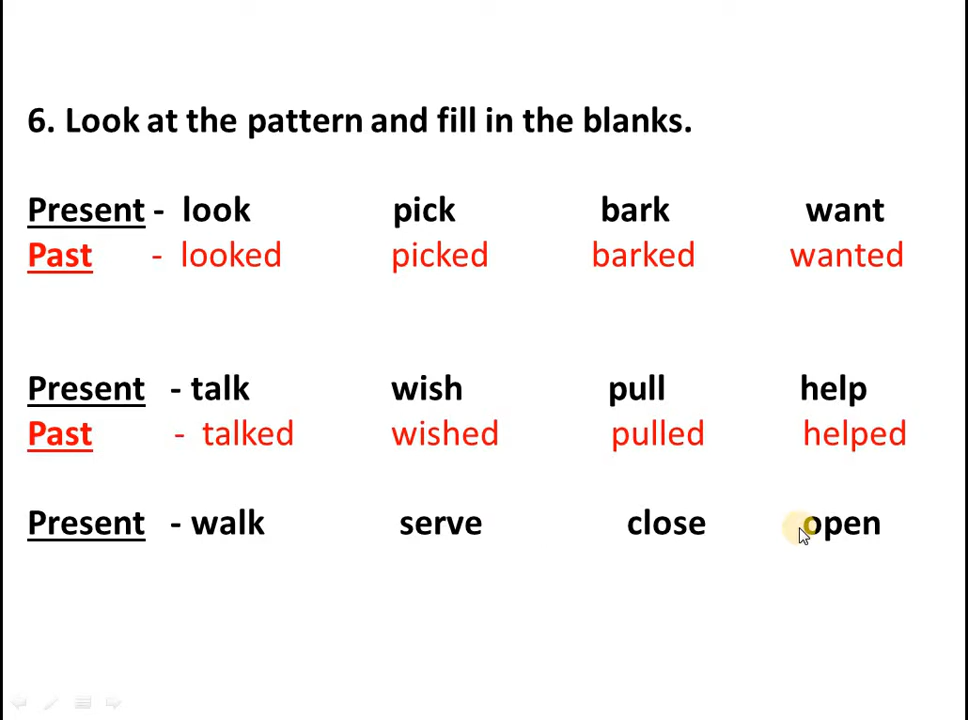 6. Look at the pattern and fill in the blanks.
Present - look pick bark want
Past - looked picked barked wanted
Present - talk wish pull help
Past - talked wished pulled helped
Present - walk serve close open